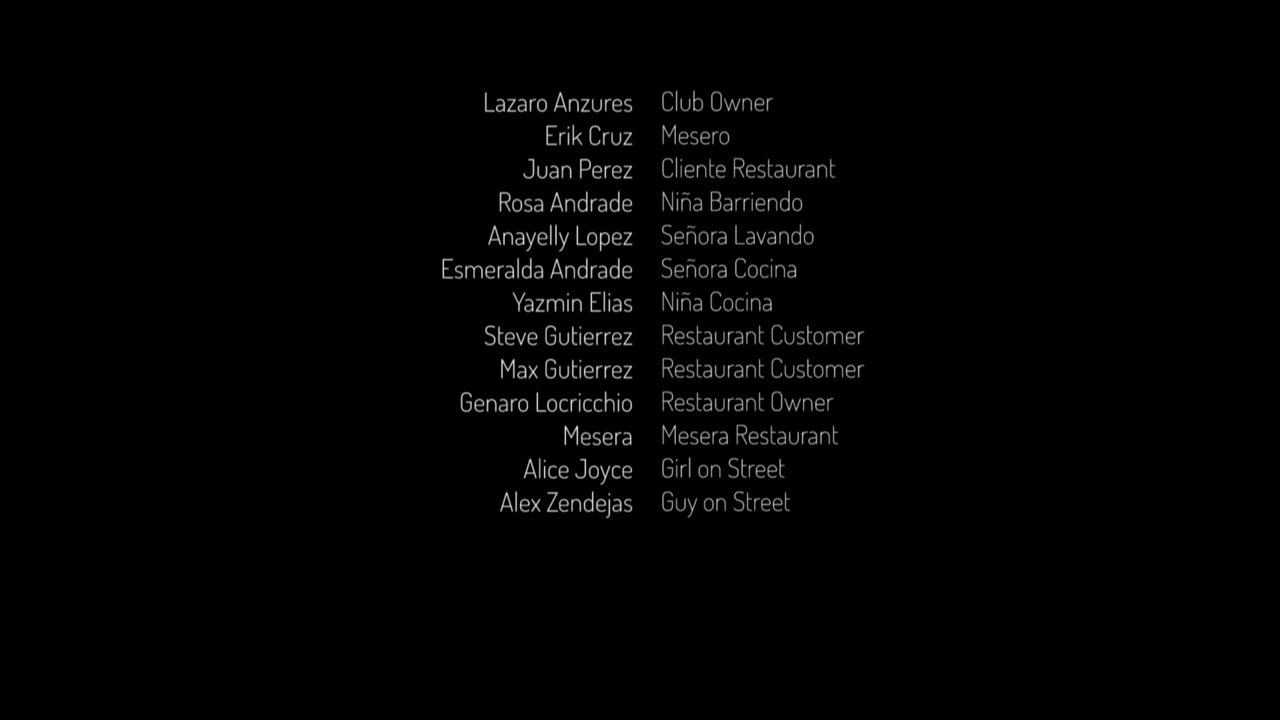 Lazaro Anzures Club Owner
Erik Cruz Mesero
Juan Perez Cliente Restaurant
Rosa Andrade Niña Barriendo
Anayelly Lopez Señora Lavando
Esmeralda Andrade Señora Cocina
Yazmin Elias Niña Cocina
Steve Gutierrez Restaurant Customer
Max Gutierrez Restaurant Customer
Genaro Locricchio Restaurant Owner
Mesera Mesera Restaurant
Alice Joyce Girl on Street
Alex Zendejas Guy on Street